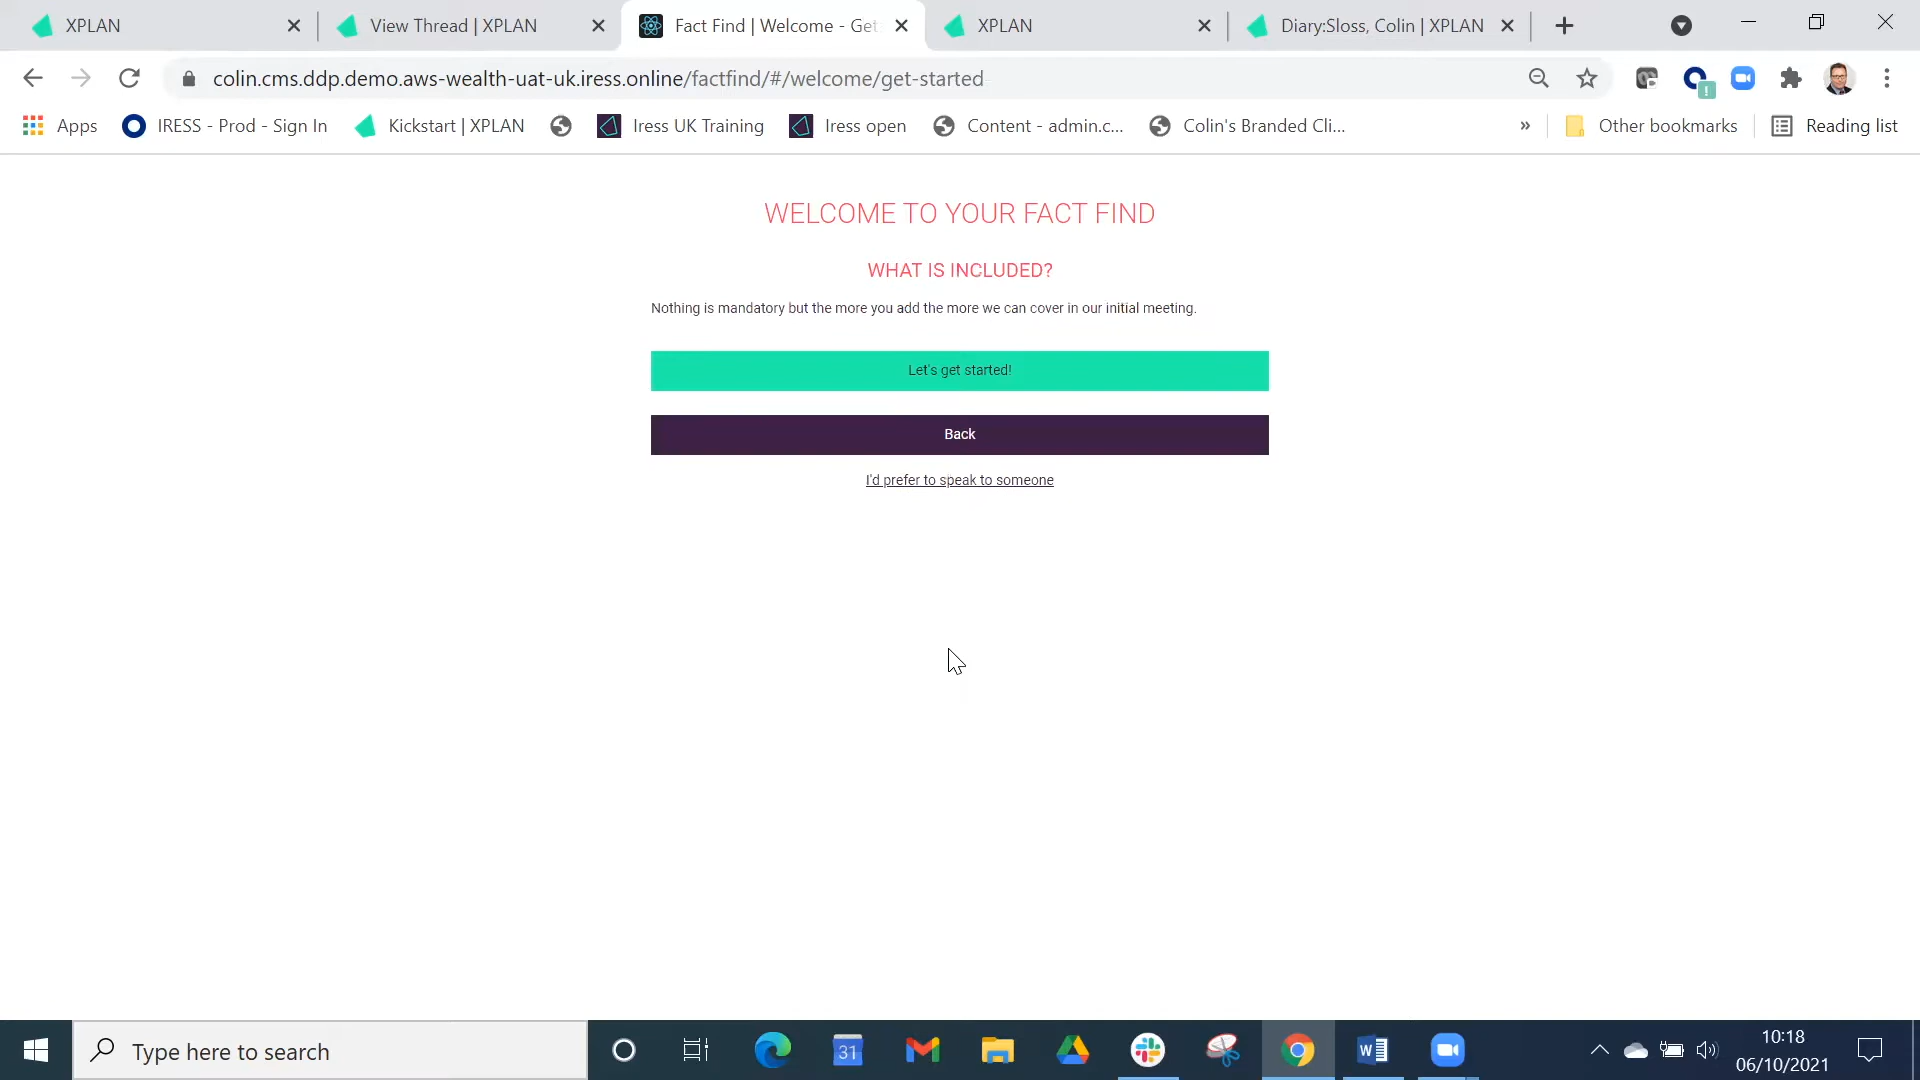 XPLAN
View Thread | XPLAN
Fact Find | Welcome - Get
XPLAN
Diary:Sloss, Colin | XPLAN
colin.cms.ddp.demo.aws-wealth-uat-uk.iress.online/factfind/#/welcome/get-started
Apps
IRESS - Prod - Sign In
Kickstart | XPLAN
Iress UK Training
Iress open
Content - admin.c...
Colin's Branded Cli...
»
Other bookmarks
Reading list
WELCOME TO YOUR FACT FIND
WHAT IS INCLUDED?
Nothing is mandatory but the more you add the more we can cover in our initial meeting.
Let's get started!
Back
I'd prefer to speak to someone
Type here to search
31
10:18
06/10/2021